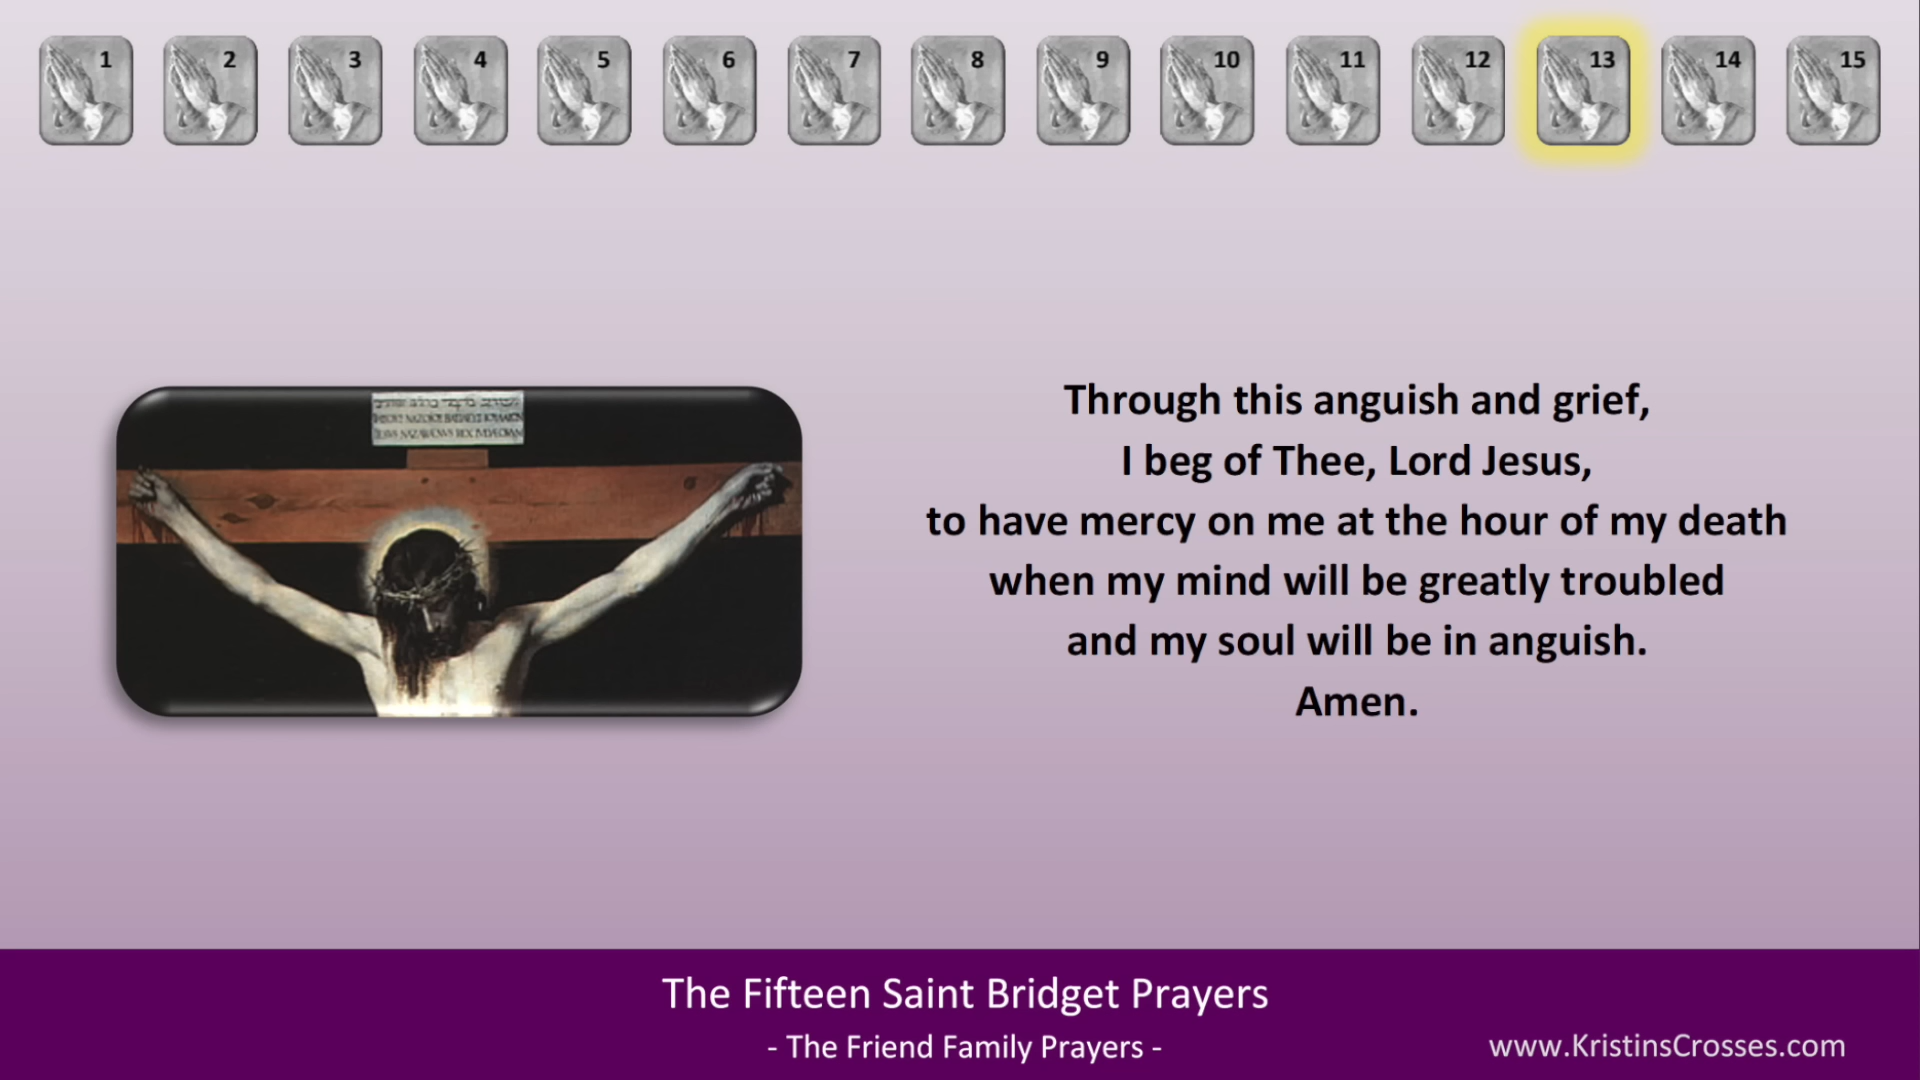 1 2 3 4 5 6 7 8 9 10 11 12 13 14 15
Through this anguish and grief,
I beg of Thee, Lord Jesus,
to have mercy on me at the hour of my death
when my mind will be greatly troubled
and my soul will be in anguish.
Amen.
The Fifteen Saint Bridget Prayers
- The Friend Family Prayers -
www.KristinsCrosses.com